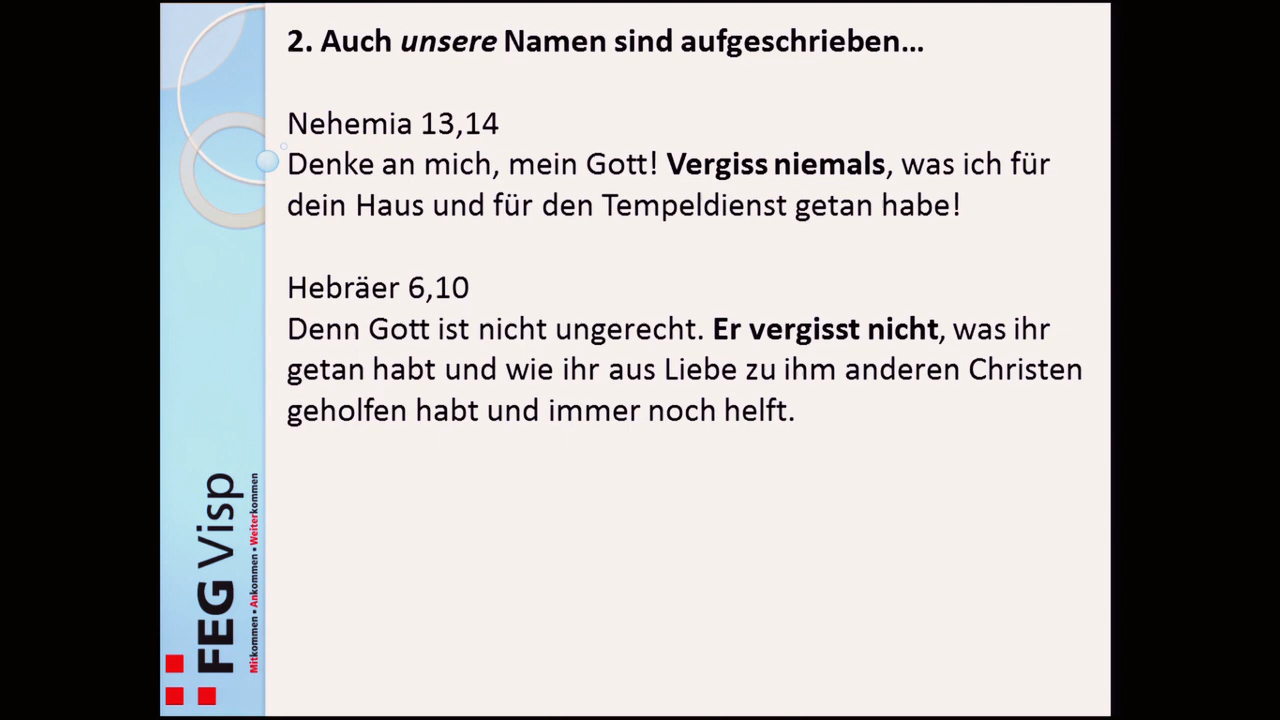 2. Auch unsere Namen sind aufgeschrieben...
Nehemia 13,14
Denke an mich, mein Gott! Vergiss niemals, was ich für
dein Haus und für den Tempeldienst getan habe!
Hebräer 6,10
Denn Gott ist nicht ungerecht. Er vergisst nicht, was ihr
getan habt und wie ihr aus Liebe zu ihm anderen Christen
geholfen habt und immer noch helft.
FEG Visp
Mitkommen • Ankommen • Weiterkommen